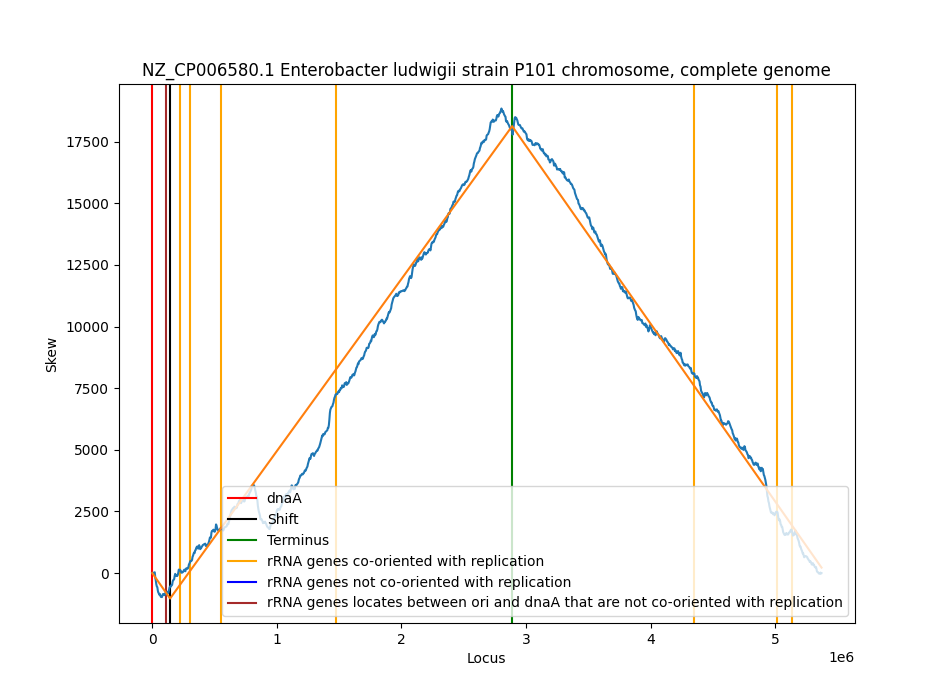 NZ_CP006580.1 Enterobacter ludwigii strain P101 chromosome, complete genome
Skew
17500
15000
12500
10000
7500
5000
2500
0
dnaA
Shift
Terminus
rRNA genes co-oriented with replication
rRNA genes not co-oriented with replication
rRNA genes locates between ori and dnaA that are not co-oriented with replication
0 1 2 3 4 5
1e6
Locus